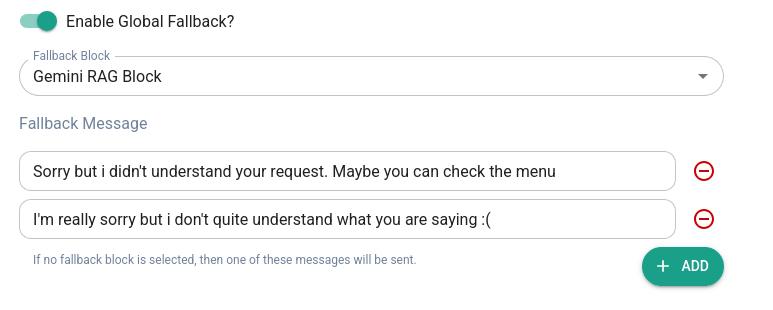 Enable Global Fallback?
Fallback Block
Gemini RAG Block
Fallback Message
Sorry but i didn't understand your request. Maybe you can check the menu
I'm really sorry but i don't quite understand what you are saying :(
If no fallback block is selected, then one of these messages will be sent.
+ ADD